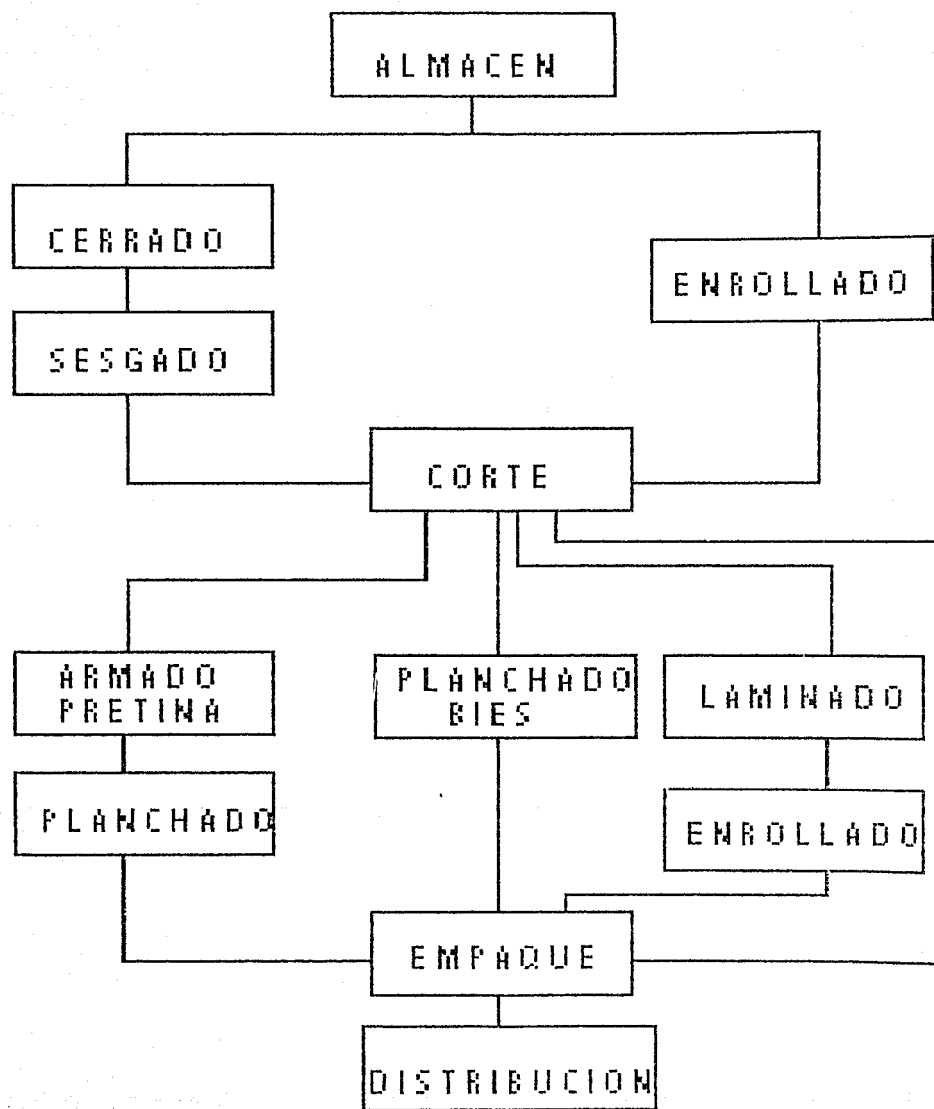 ALMACEN
CERRADO
ENROLLADO
SESGADO
CORTE
ARMADO
PRETINA
PLANCHADO
BIES
LAMINADO
PLANCHADO
ENROLLADO
EMPAQUE
DISTRIBUCION